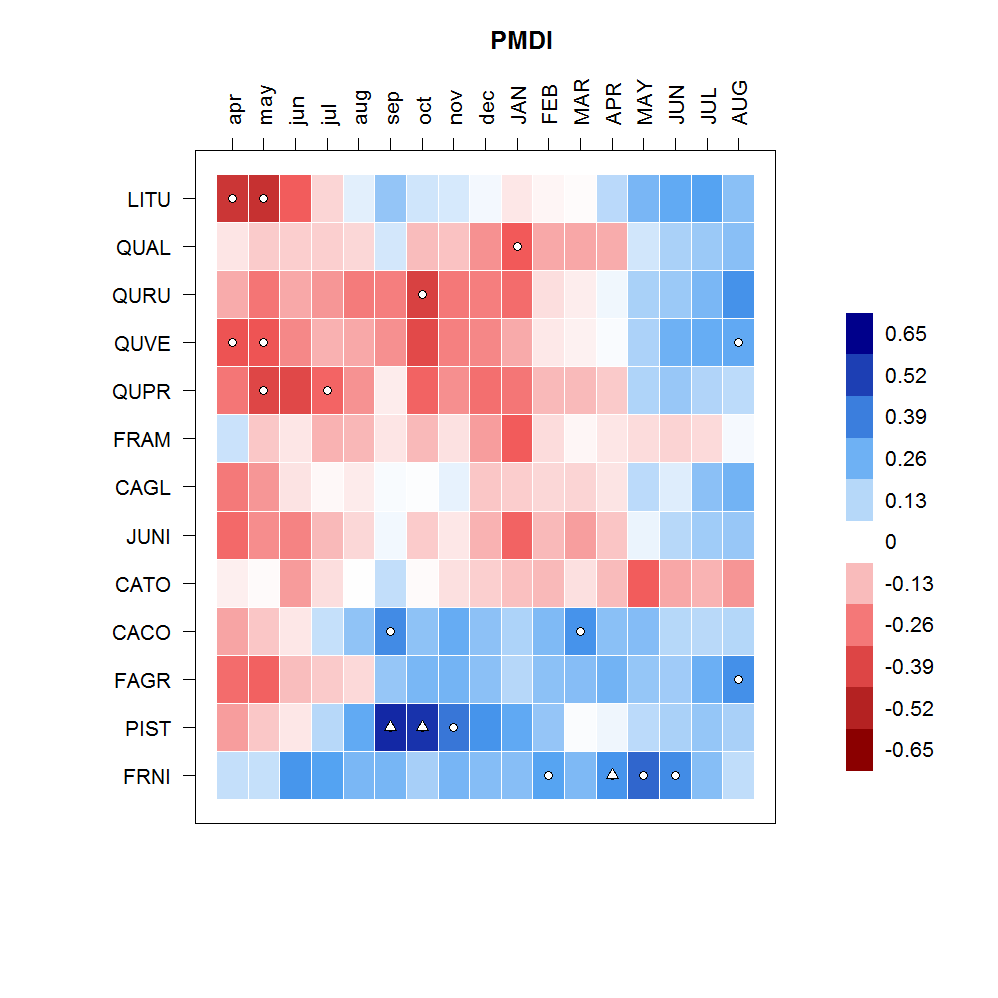 PMDI
apr may jun jul aug sep oct nov dec JAN FEB MAR APR MAY JUN JUL AUG
LITU
QUAL
QURU
QUVE
QUPR
FRAM
CAGL
JUNI
CATO
CACO
FAGR
PIST
FRNI
0.65
0.52
0.39
0.26
0.13
0
-0.13
-0.26
-0.39
-0.52
-0.65